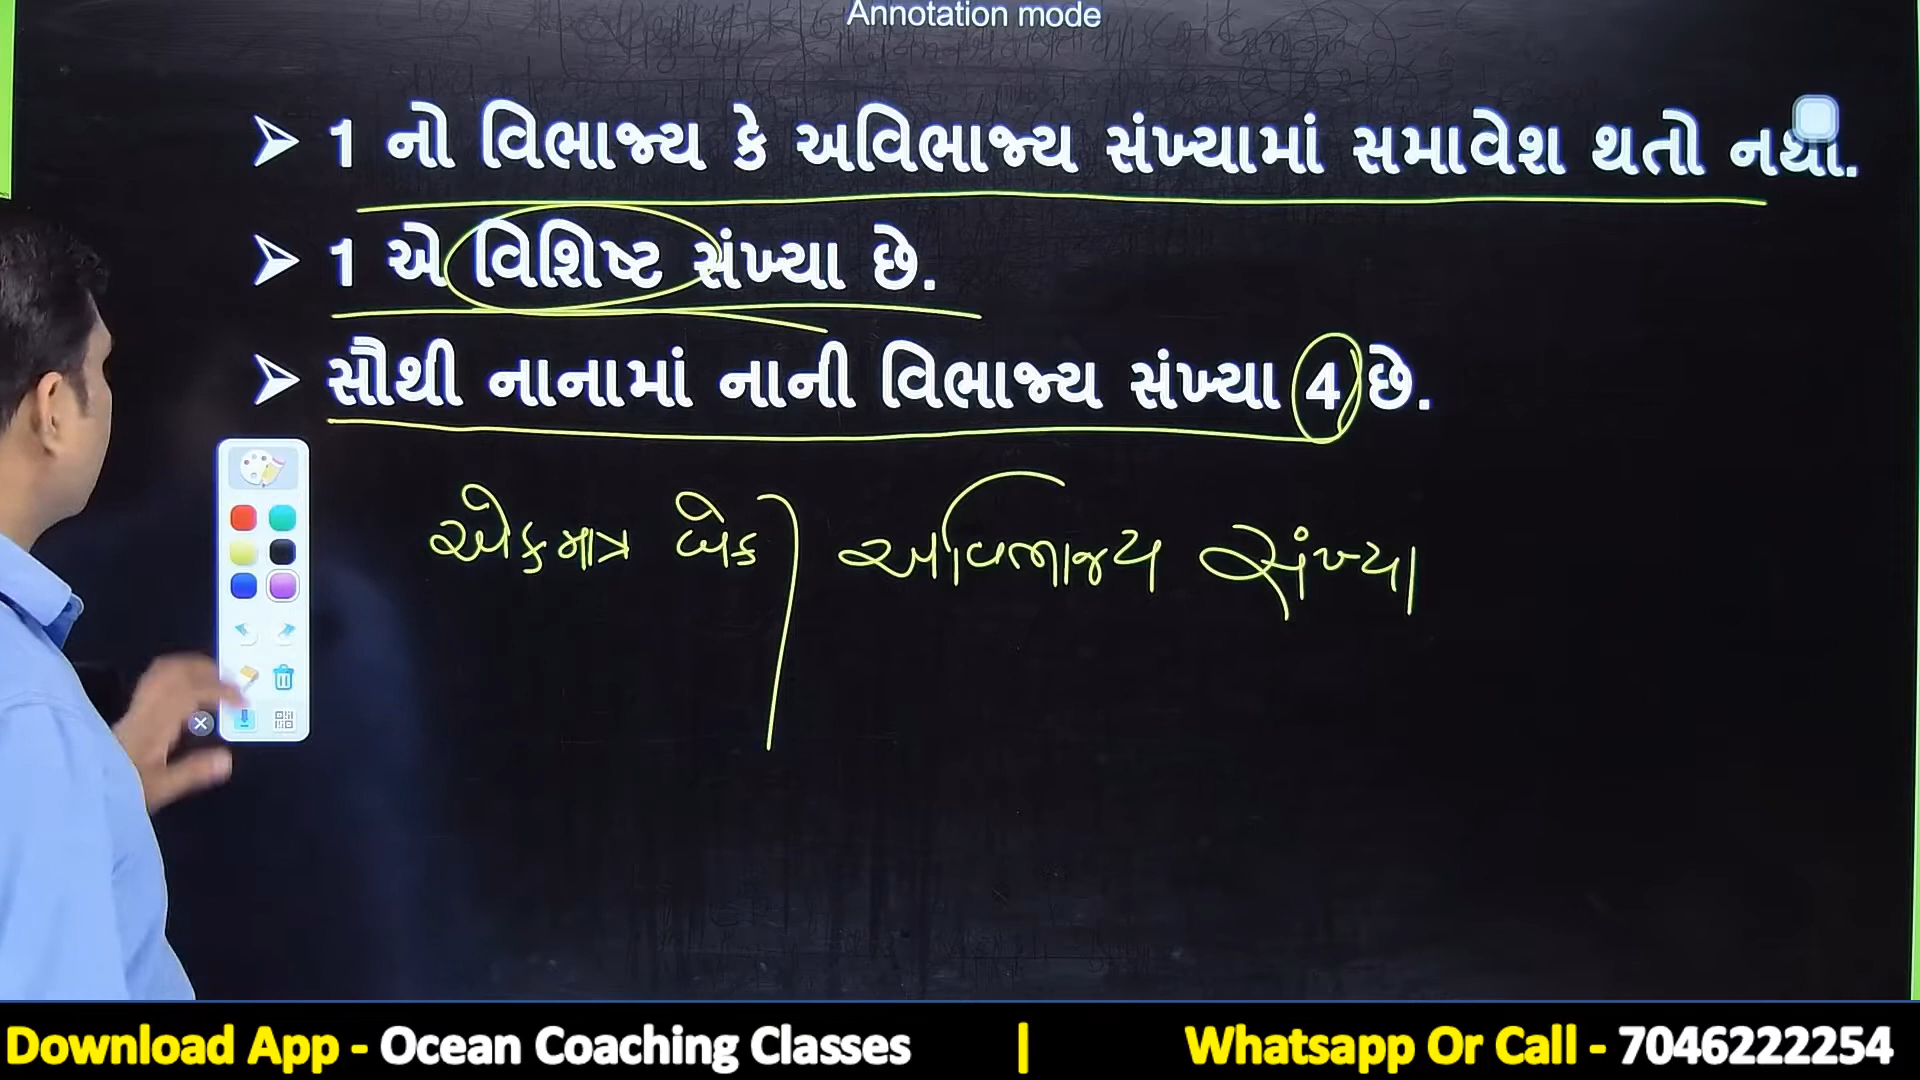 Annotation mode
➢ 1 નો વિભાજ્ય કે અવિભાજ્ય સંખ્યામાં સમાવેશ થતો નથી.
➢ 1 એ વિશિષ્ટ સંખ્યા છે.
➢ સૌથી નાનામાં નાની વિભાજ્ય સંખ્યા 4 છે.
એકમાત્ર બેક) અવિભાજ્ય સંખ્યા
Download App - Ocean Coaching Classes | Whatsapp Or Call - 7046222254